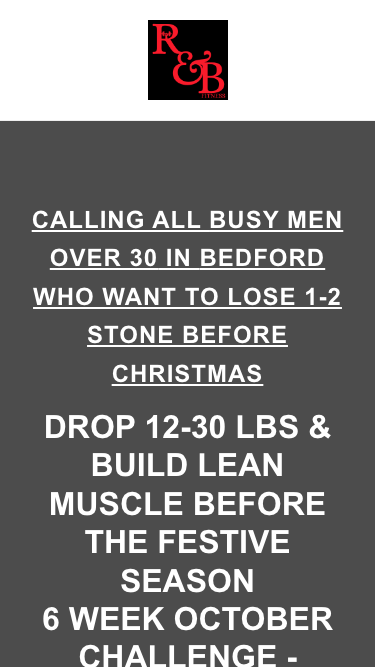 R&B
FITNESS
CALLING ALL BUSY MEN
OVER 30 IN BEDFORD
WHO WANT TO LOSE 1-2
STONE BEFORE
CHRISTMAS
DROP 12-30 LBS &
BUILD LEAN
MUSCLE BEFORE
THE FESTIVE
SEASON
6 WEEK OCTOBER
CHALLENGE -